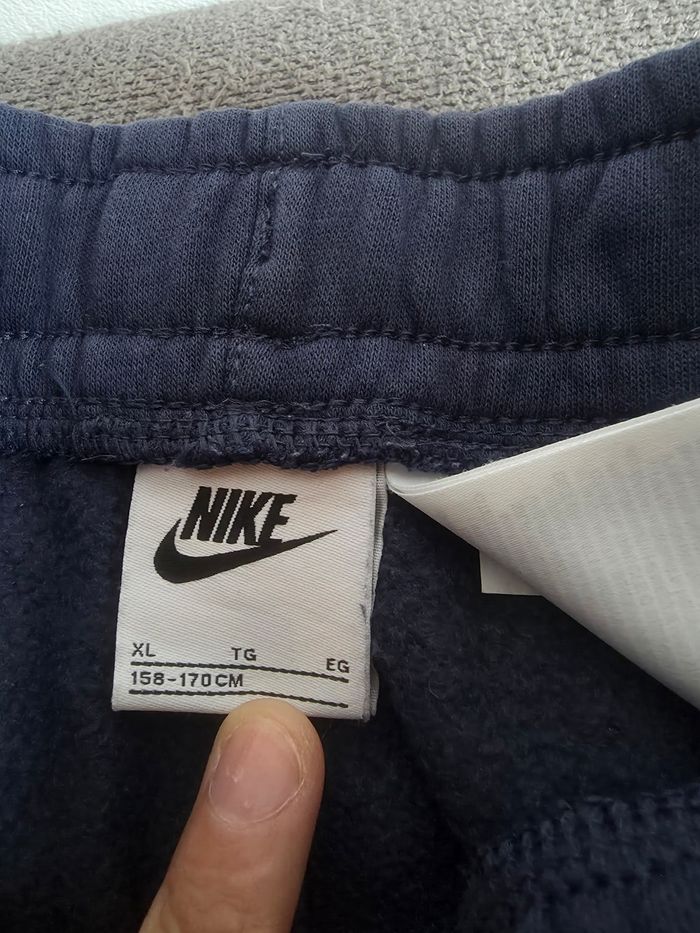 NIKE
XL TG EG
158-170CM